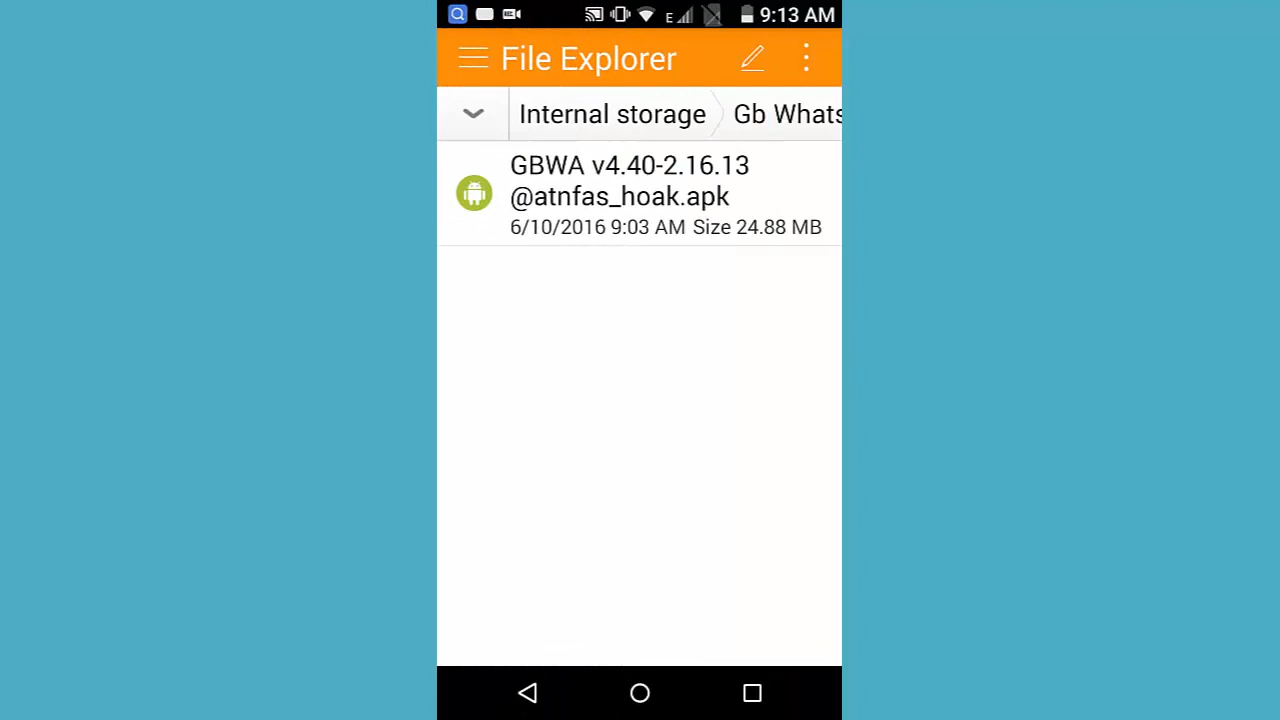 E
9:13 AM
File Explorer
Internal storage
Gb Whats
GBWA v4.40-2.16.13
@atnfas_hoak.apk
6/10/2016 9:03 AM Size 24.88 MB